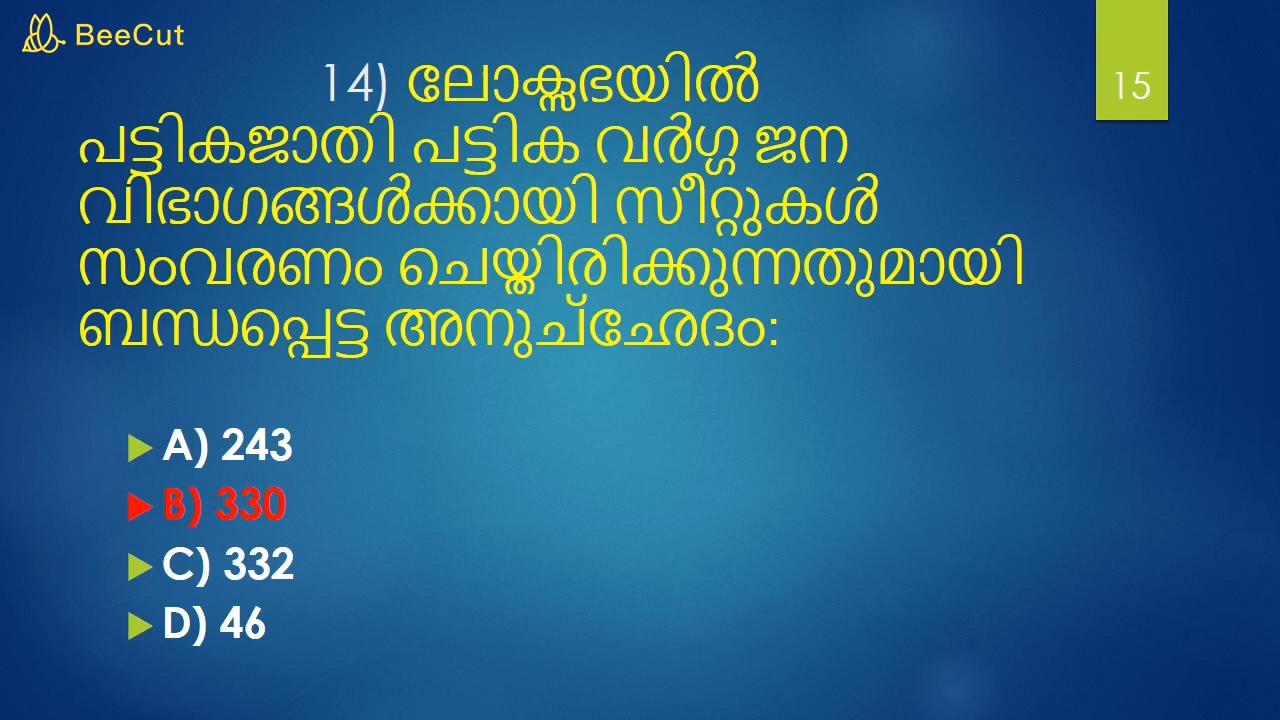 BeeCut
15
14) ലോക്സഭയിൽ
പട്ടികജാതി പട്ടിക വർഗ്ഗ ജന
വിഭാഗങ്ങൾക്കായി സീറ്റുകൾ
സംവരണം ചെയ്തിരിക്കുന്നതുമായി
ബന്ധപ്പെട്ട അനുച്ഛേദം:
A) 243
B) 330
C) 332
D) 46